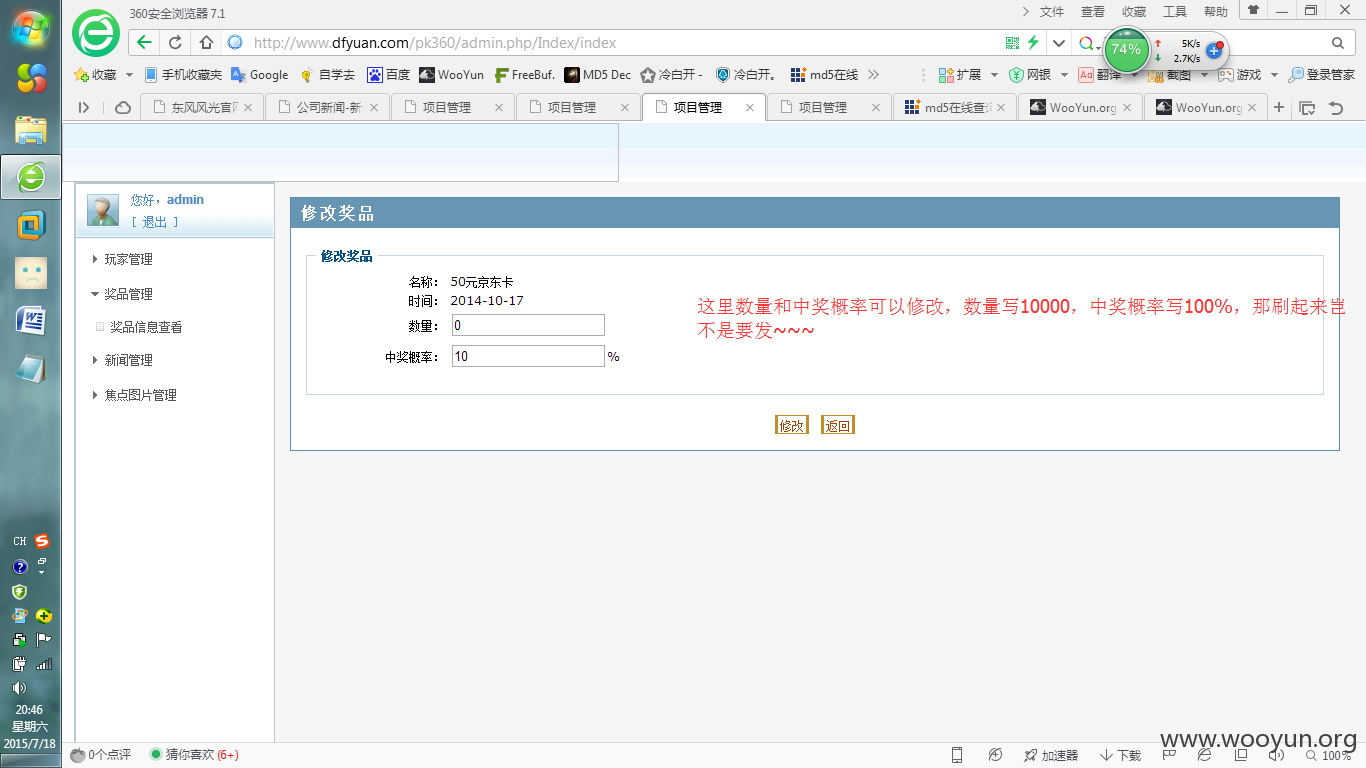 360安全浏览器 7.1
文件 查看 收藏 工具 帮助
http://www.dfyuan.com/pk360/admin.php/Index/index
74%
5K/s
2.7K/s
收藏 手机收藏夹 Google 自学去 百度 WooYun FreeBuf. MD5 Dec 冷白开 - 冷白开。 md5在线 扩展 网银 翻译 截图 游戏 登录管家
东风风光官网 公司新闻-新 项目管理 项目管理 项目管理 项目管理 md5在线查询 WooYun.org WooYun.org
您好，admin
[ 退出 ]
玩家管理
奖品管理
奖品信息查看
新闻管理
焦点图片管理
修改奖品
修改奖品
名称： 50元京东卡
时间： 2014-10-17
数量： 0
中奖概率： 10 %
这里数量和中奖概率可以修改，数量写10000，中奖概率写100%，那刷起来岂
不是要发~~~
修改 返回
CH
20:46
星期六
2015/7/18
0个点评 猜你喜欢 (6+) 加速器 下载 100%
www.wooyun.org